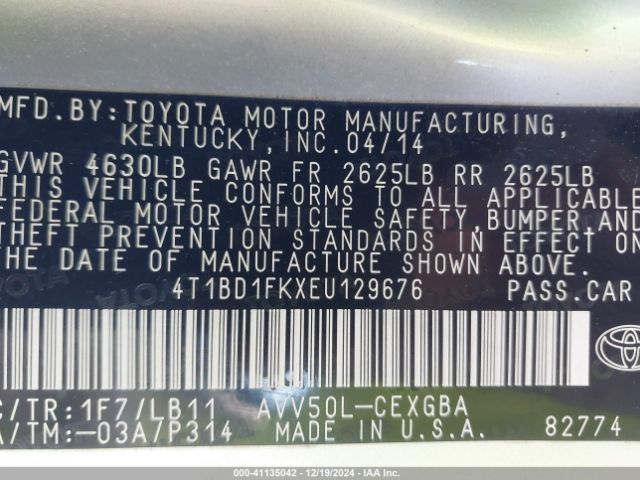 MFD. BY: TOYOTA MOTOR MANUFACTURING,
KENTUCKY, INC. 04/14
GVWR 4630LB GAWR FR 2625LB RR 2625LB
THIS VEHICLE CONFORMS TO ALL APPLICABLE
FEDERAL MOTOR VEHICLE SAFETY, BUMPER, AND
THEFT PREVENTION STANDARDS IN EFFECT ON
THE DATE OF MANUFACTURE SHOWN ABOVE.
4T1BD1FKXEU129676 PASS. CAR
C/TR: 1F7/LB11 AVV50L-CEXGBA
A/TM: -03A/P314 MADE IN U.S.A. 82774
000-41135042 - 12/19/2024 - IAA Inc.